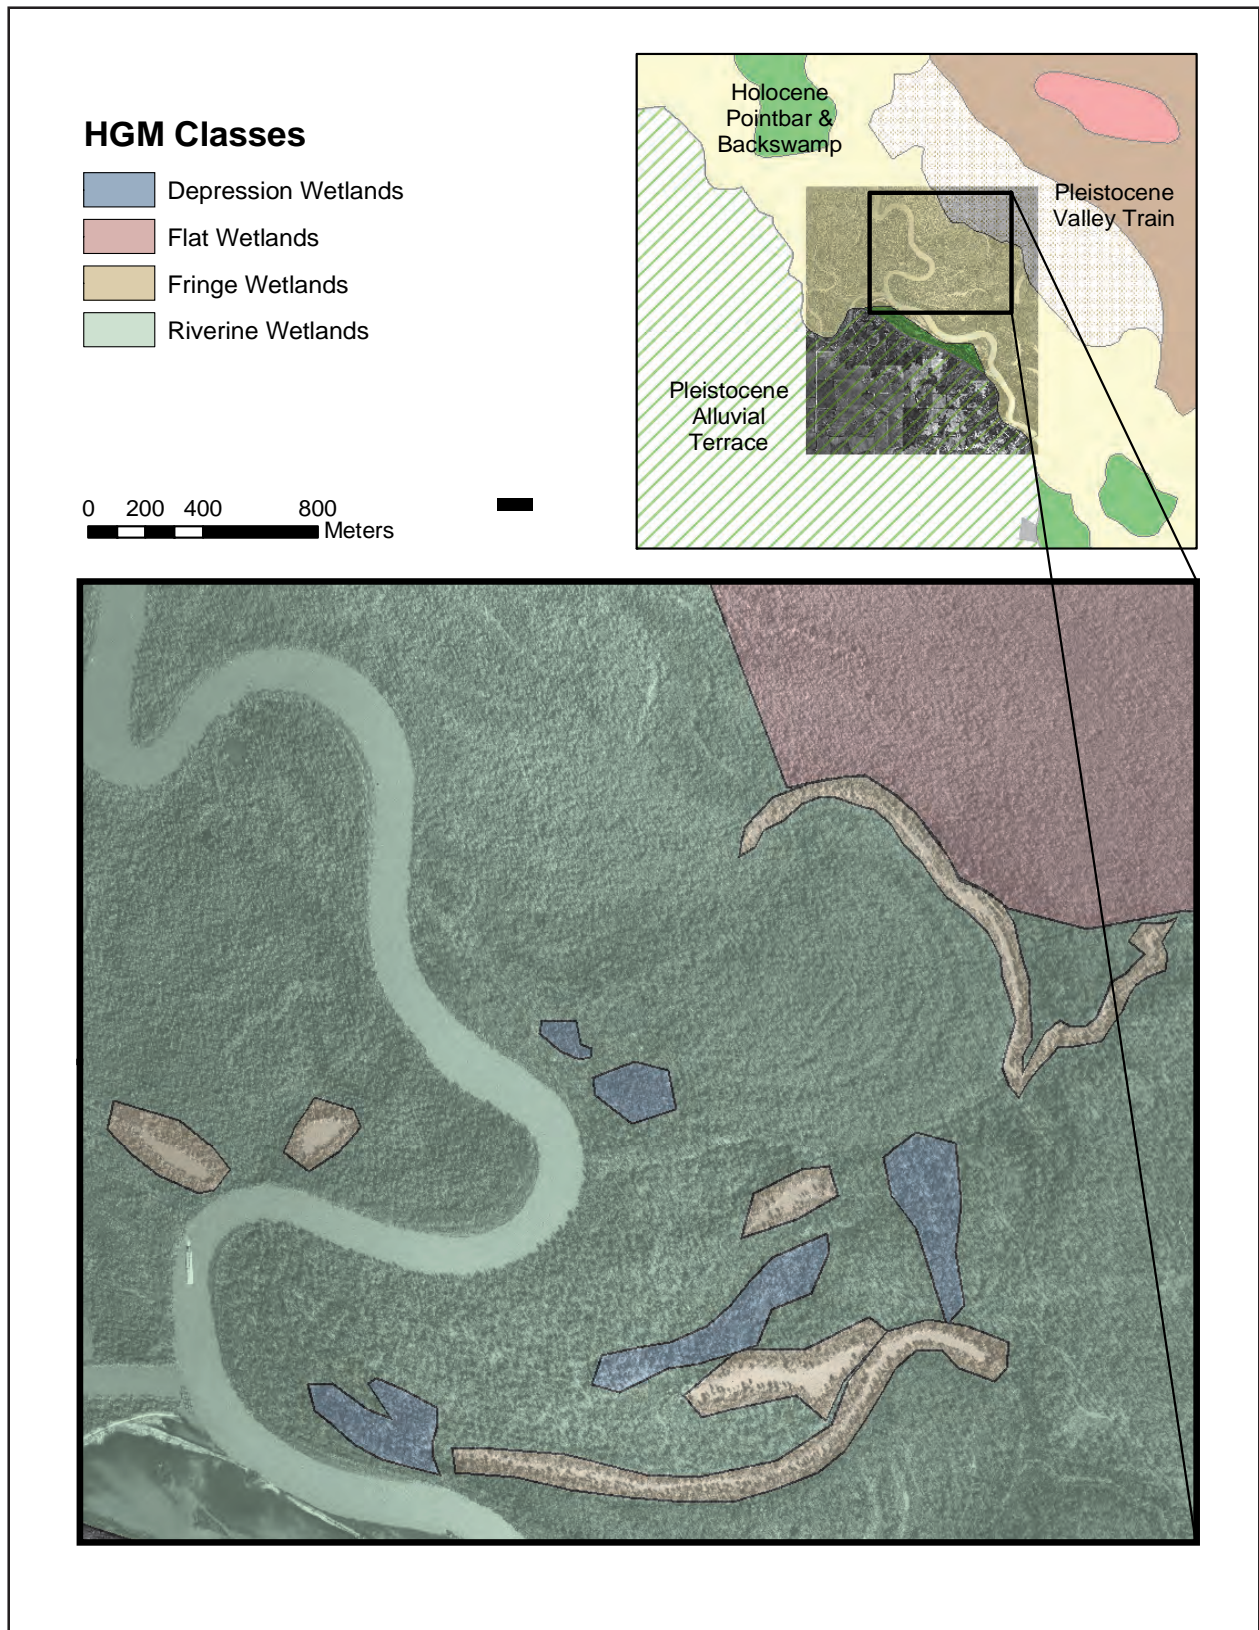 HGM Classes
Depression Wetlands
Flat Wetlands
Fringe Wetlands
Riverine Wetlands
0 200 400 800
Meters
Holocene
Pointbar &
Backswamp
Pleistocene
Valley Train
Pleistocene
Alluvial
Terrace